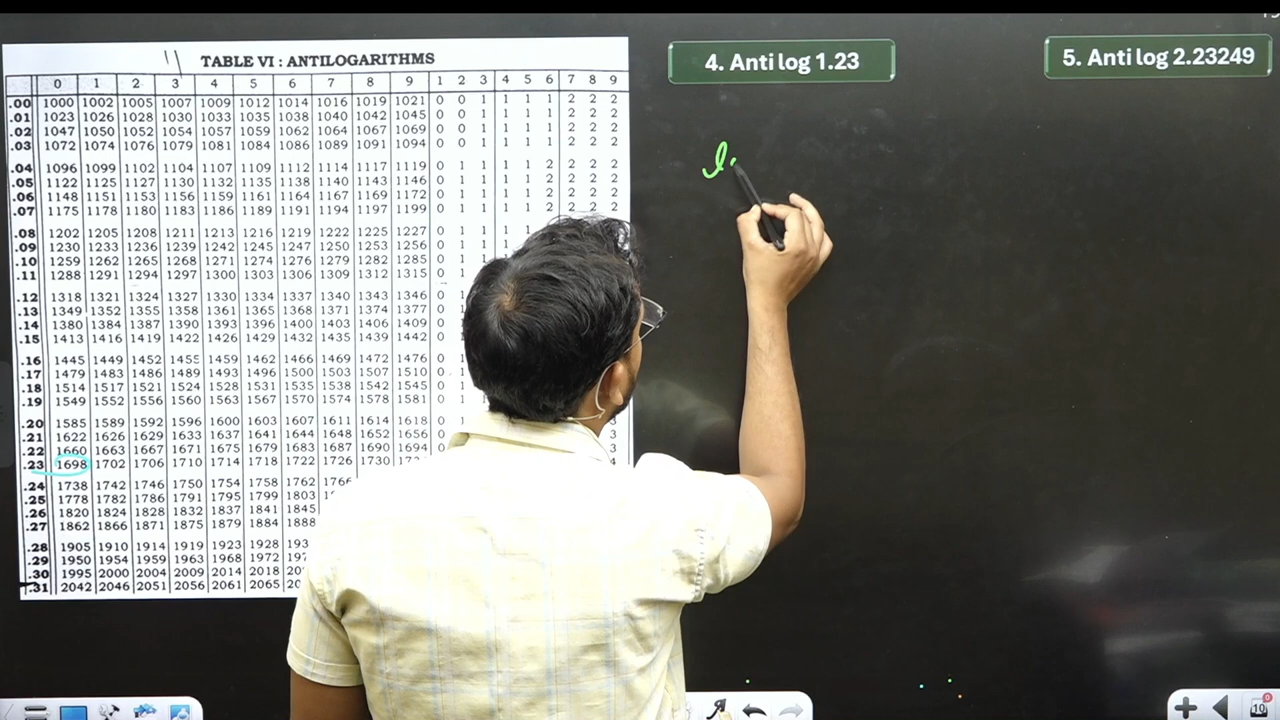 TABLE VI : ANTILOGARITHMS
4. Anti log 1.23
5. Anti log 2.23249
0 1 2 3 4 5 6 7 8 9 1 2 3 4 5 6 7 8 9
.00 1000 1002 1005 1007 1009 1012 1014 1016 1019 1021 0 0 1 1 1 1 2 2 2
.01 1023 1026 1028 1030 1033 1035 1038 1040 1042 1045 0 0 1 1 1 1 2 2 2
.02 1047 1050 1052 1054 1057 1059 1062 1064 1067 1069 0 0 1 1 1 1 2 2 2
.03 1072 1074 1076 1079 1081 1084 1086 1089 1091 1094 0 0 1 1 1 1 2 2 2
.04 1096 1099 1102 1104 1107 1109 1112 1114 1117 1119 0 1 1 1 1 2 2 2 2
.05 1122 1125 1127 1130 1132 1135 1138 1140 1143 1146 0 1 1 1 1 2 2 2 2
.06 1148 1151 1153 1156 1159 1161 1164 1167 1169 1172 0 1 1 1 1 2 2 2 2
.07 1175 1178 1180 1183 1186 1189 1191 1194 1197 1199 0 1 1 1 1 2 2 2 2
.08 1202 1205 1208 1211 1213 1216 1219 1222 1225 1227 0 1 1 1
.09 1230 1233 1236 1239 1242 1245 1247 1250 1253 1256 0 1 1
.10 1259 1262 1265 1268 1271 1274 1276 1279 1282 1285 0 1 1
.11 1288 1291 1294 1297 1300 1303 1306 1309 1312 1315 0 1
.12 1318 1321 1324 1327 1330 1334 1337 1340 1343 1346 0 1
.13 1349 1352 1355 1358 1361 1365 1368 1371 1374 1377 0 1
.14 1380 1384 1387 1390 1393 1396 1400 1403 1406 1409 0 1
.15 1413 1416 1419 1422 1426 1429 1432 1435 1439 1442 0 1
.16 1445 1449 1452 1455 1459 1462 1466 1469 1472 1476 0 1
.17 1479 1483 1486 1489 1493 1496 1500 1503 1507 1510 0 1
.18 1514 1517 1521 1524 1528 1531 1535 1538 1542 1545 0 1
.19 1549 1552 1556 1560 1563 1567 1570 1574 1578 1581 0 1
.20 1585 1589 1592 1596 1600 1603 1607 1611 1614 1618 0 3
.21 1622 1626 1629 1633 1637 1641 1644 1648 1652 1656 0 3
.22 1660 1663 1667 1671 1675 1679 1683 1687 1690 1694 0 3
.23 1698 1702 1706 1710 1714 1718 1722 1726 1730 4
.24 1738 1742 1746 1750 1754 1758 1762 1766
.25 1778 1782 1786 1791 1795 1799 1803
.26 1820 1824 1828 1832 1837 1841 1845
.27 1862 1866 1871 1875 1879 1884 1888
.28 1905 1910 1914 1919 1923 1928
.29 1950 1954 1959 1963 1968 1972
.30 1995 2000 2004 2009 2014 2018
.31 2042 2046 2051 2056 2061 2065
10